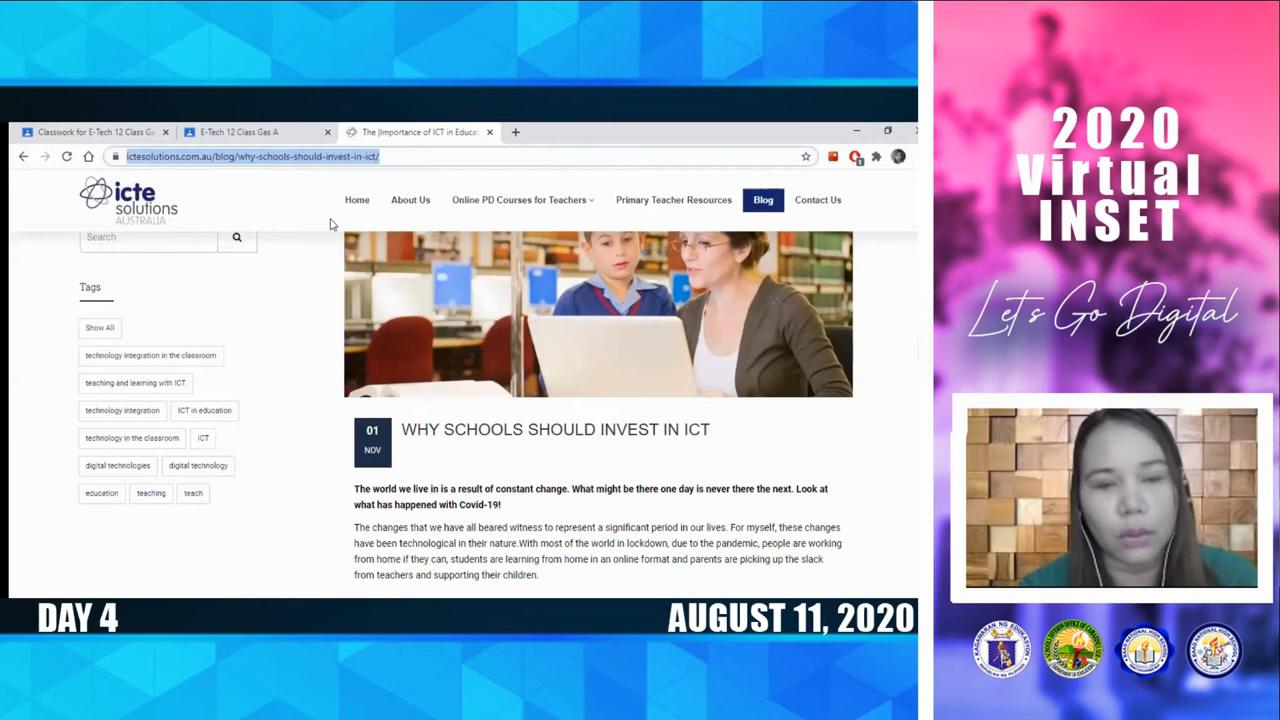 Classwork for E-Tech 12 Class Ga
E-Tech 12 Class Gas A
The |Importance of ICT in Educat
ictesolutions.com.au/blog/why-schools-should-invest-in-ict/
icte
solutions
AUSTRALIA
Home
About Us
Online PD Courses for Teachers
Primary Teacher Resources
Blog
Contact Us
Search
Tags
Show All
technology integration in the classroom
teaching and learning with ICT
technology integration
ICT in education
technology in the classroom
ICT
digital technologies
digital technology
education
teaching
teach
01
NOV
WHY SCHOOLS SHOULD INVEST IN ICT
The world we live in is a result of constant change. What might be there one day is never there the next. Look at
what has happened with Covid-19!
The changes that we have all beared witness to represent a significant period in our lives. For myself, these changes
have been technological in their nature.With most of the world in lockdown, due to the pandemic, people are working
from home if they can, students are learning from home in an online format and parents are picking up the slack
from teachers and supporting their children.
DAY 4
AUGUST 11, 2020
2020
Virtual
INSET
Let's Go Digital